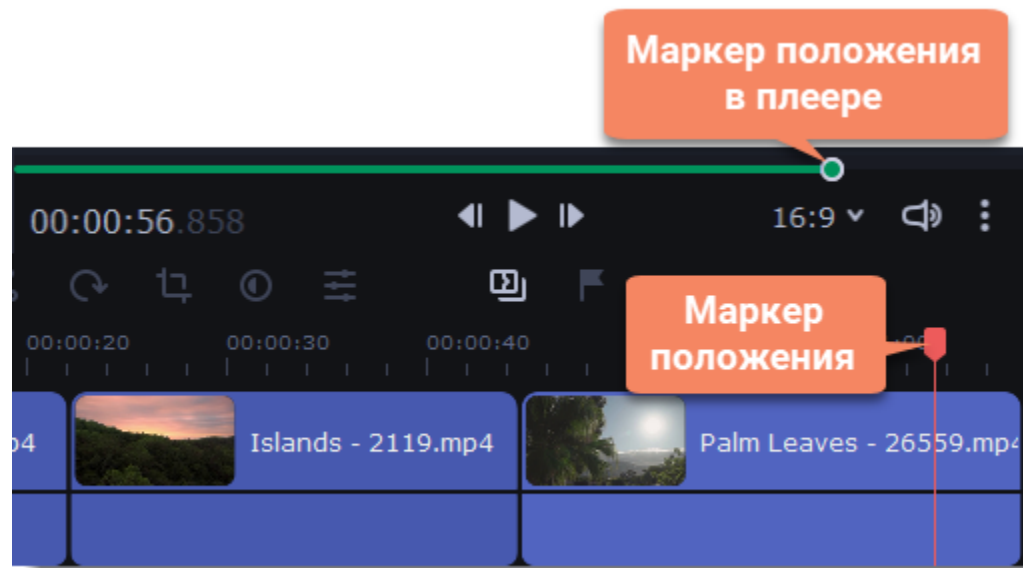 Маркер положения
в плеере
00:00:56.858
16:9
Маркер
положения
00:00:20
00:00:30
00:00:40
p4
Islands - 2119.mp4
Palm Leaves - 26559.mp4